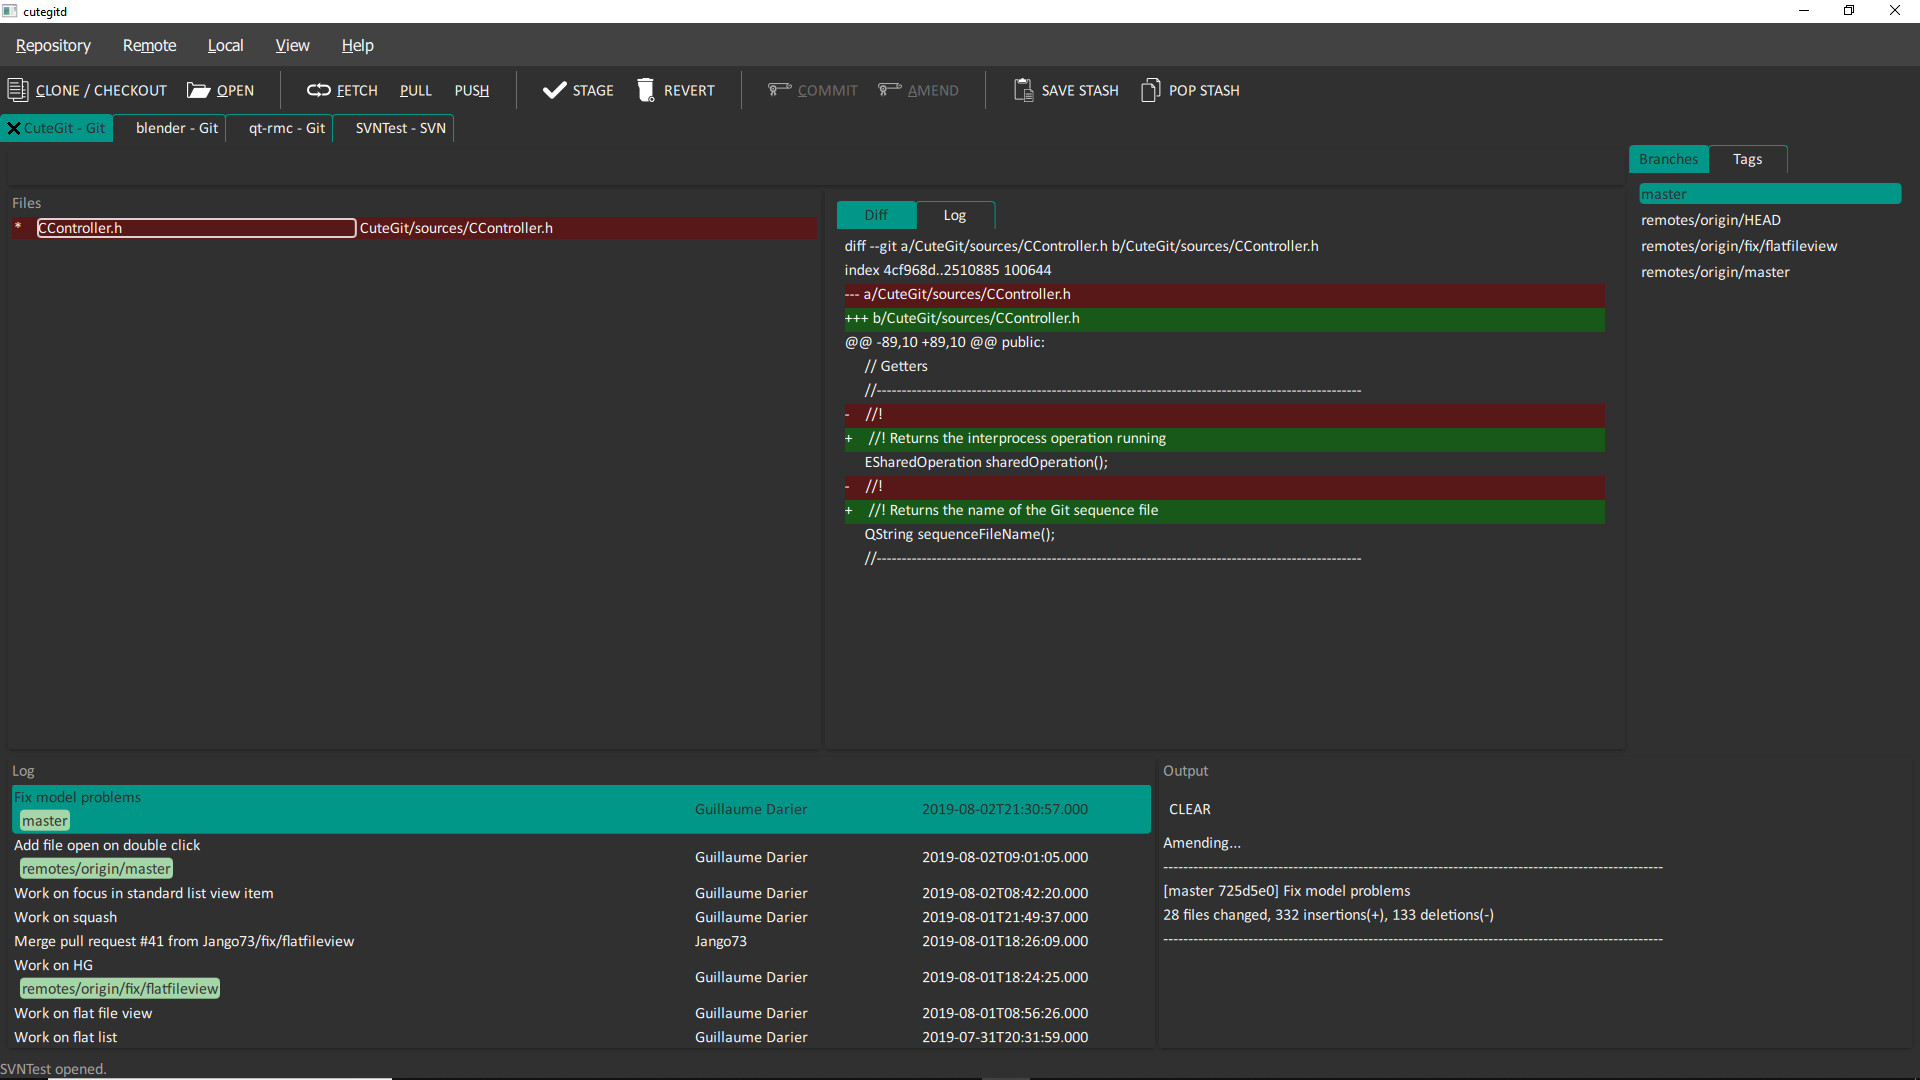 cutegitd
Repository Remote Local View Help
CLONE / CHECKOUT OPEN FETCH PULL PUSH STAGE REVERT COMMIT AMEND SAVE STASH POP STASH
CuteGit - Git blender - Git qt-rmc - Git SVNTest - SVN
Files
* CController.h CuteGit/sources/CController.h
Diff Log
diff --git a/CuteGit/sources/CController.h b/CuteGit/sources/CController.h
index 4cf968d..2510885 100644
--- a/CuteGit/sources/CController.h
+++ b/CuteGit/sources/CController.h
@@ -89,10 +89,10 @@ public:
// Getters
//-------------------------------------------------------------------------------------------------
- //!
+ //! Returns the interprocess operation running
ESharedOperation sharedOperation();
- //!
+ //! Returns the name of the Git sequence file
QString sequenceFileName();
//-------------------------------------------------------------------------------------------------
Branches Tags
master
remotes/origin/HEAD
remotes/origin/fix/flatfileview
remotes/origin/master
Log
Fix model problems
master
Guillaume Darier 2019-08-02T21:30:57.000
Add file open on double click
remotes/origin/master
Guillaume Darier 2019-08-02T09:01:05.000
Work on focus in standard list view item Guillaume Darier 2019-08-02T08:42:20.000
Work on squash Guillaume Darier 2019-08-01T21:49:37.000
Merge pull request #41 from Jango73/fix/flatfileview Jango73 2019-08-01T18:26:09.000
Work on HG
remotes/origin/fix/flatfileview
Guillaume Darier 2019-08-01T18:24:25.000
Work on flat file view Guillaume Darier 2019-08-01T08:56:26.000
Work on flat list Guillaume Darier 2019-07-31T20:31:59.000
Output
CLEAR
Amending...
----------------------------------------------------------------------------------------------------
[master 725d5e0] Fix model problems
28 files changed, 332 insertions(+), 133 deletions(-)
----------------------------------------------------------------------------------------------------
SVNTest opened.